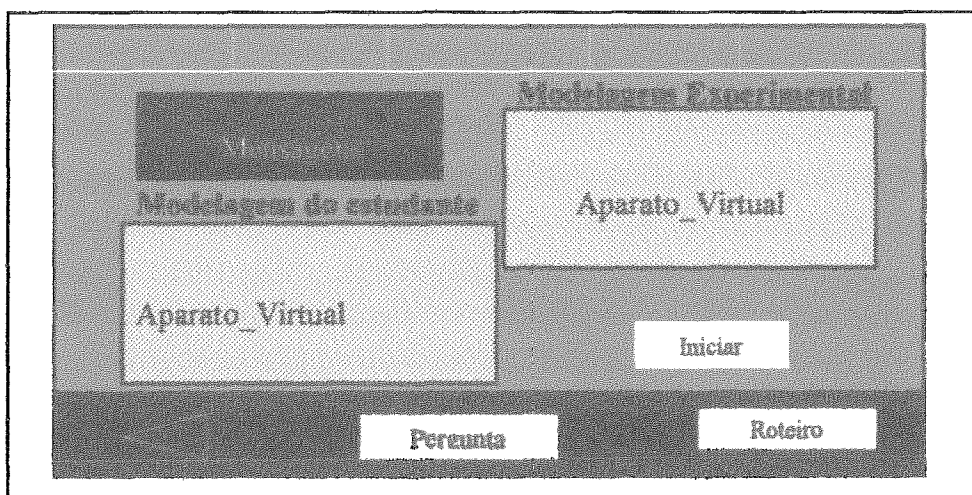 Modelagem Experimental
Modelagem do estudante
Aparato_Virtual
Aparato_Virtual
Iniciar
Pergunta
Roteiro